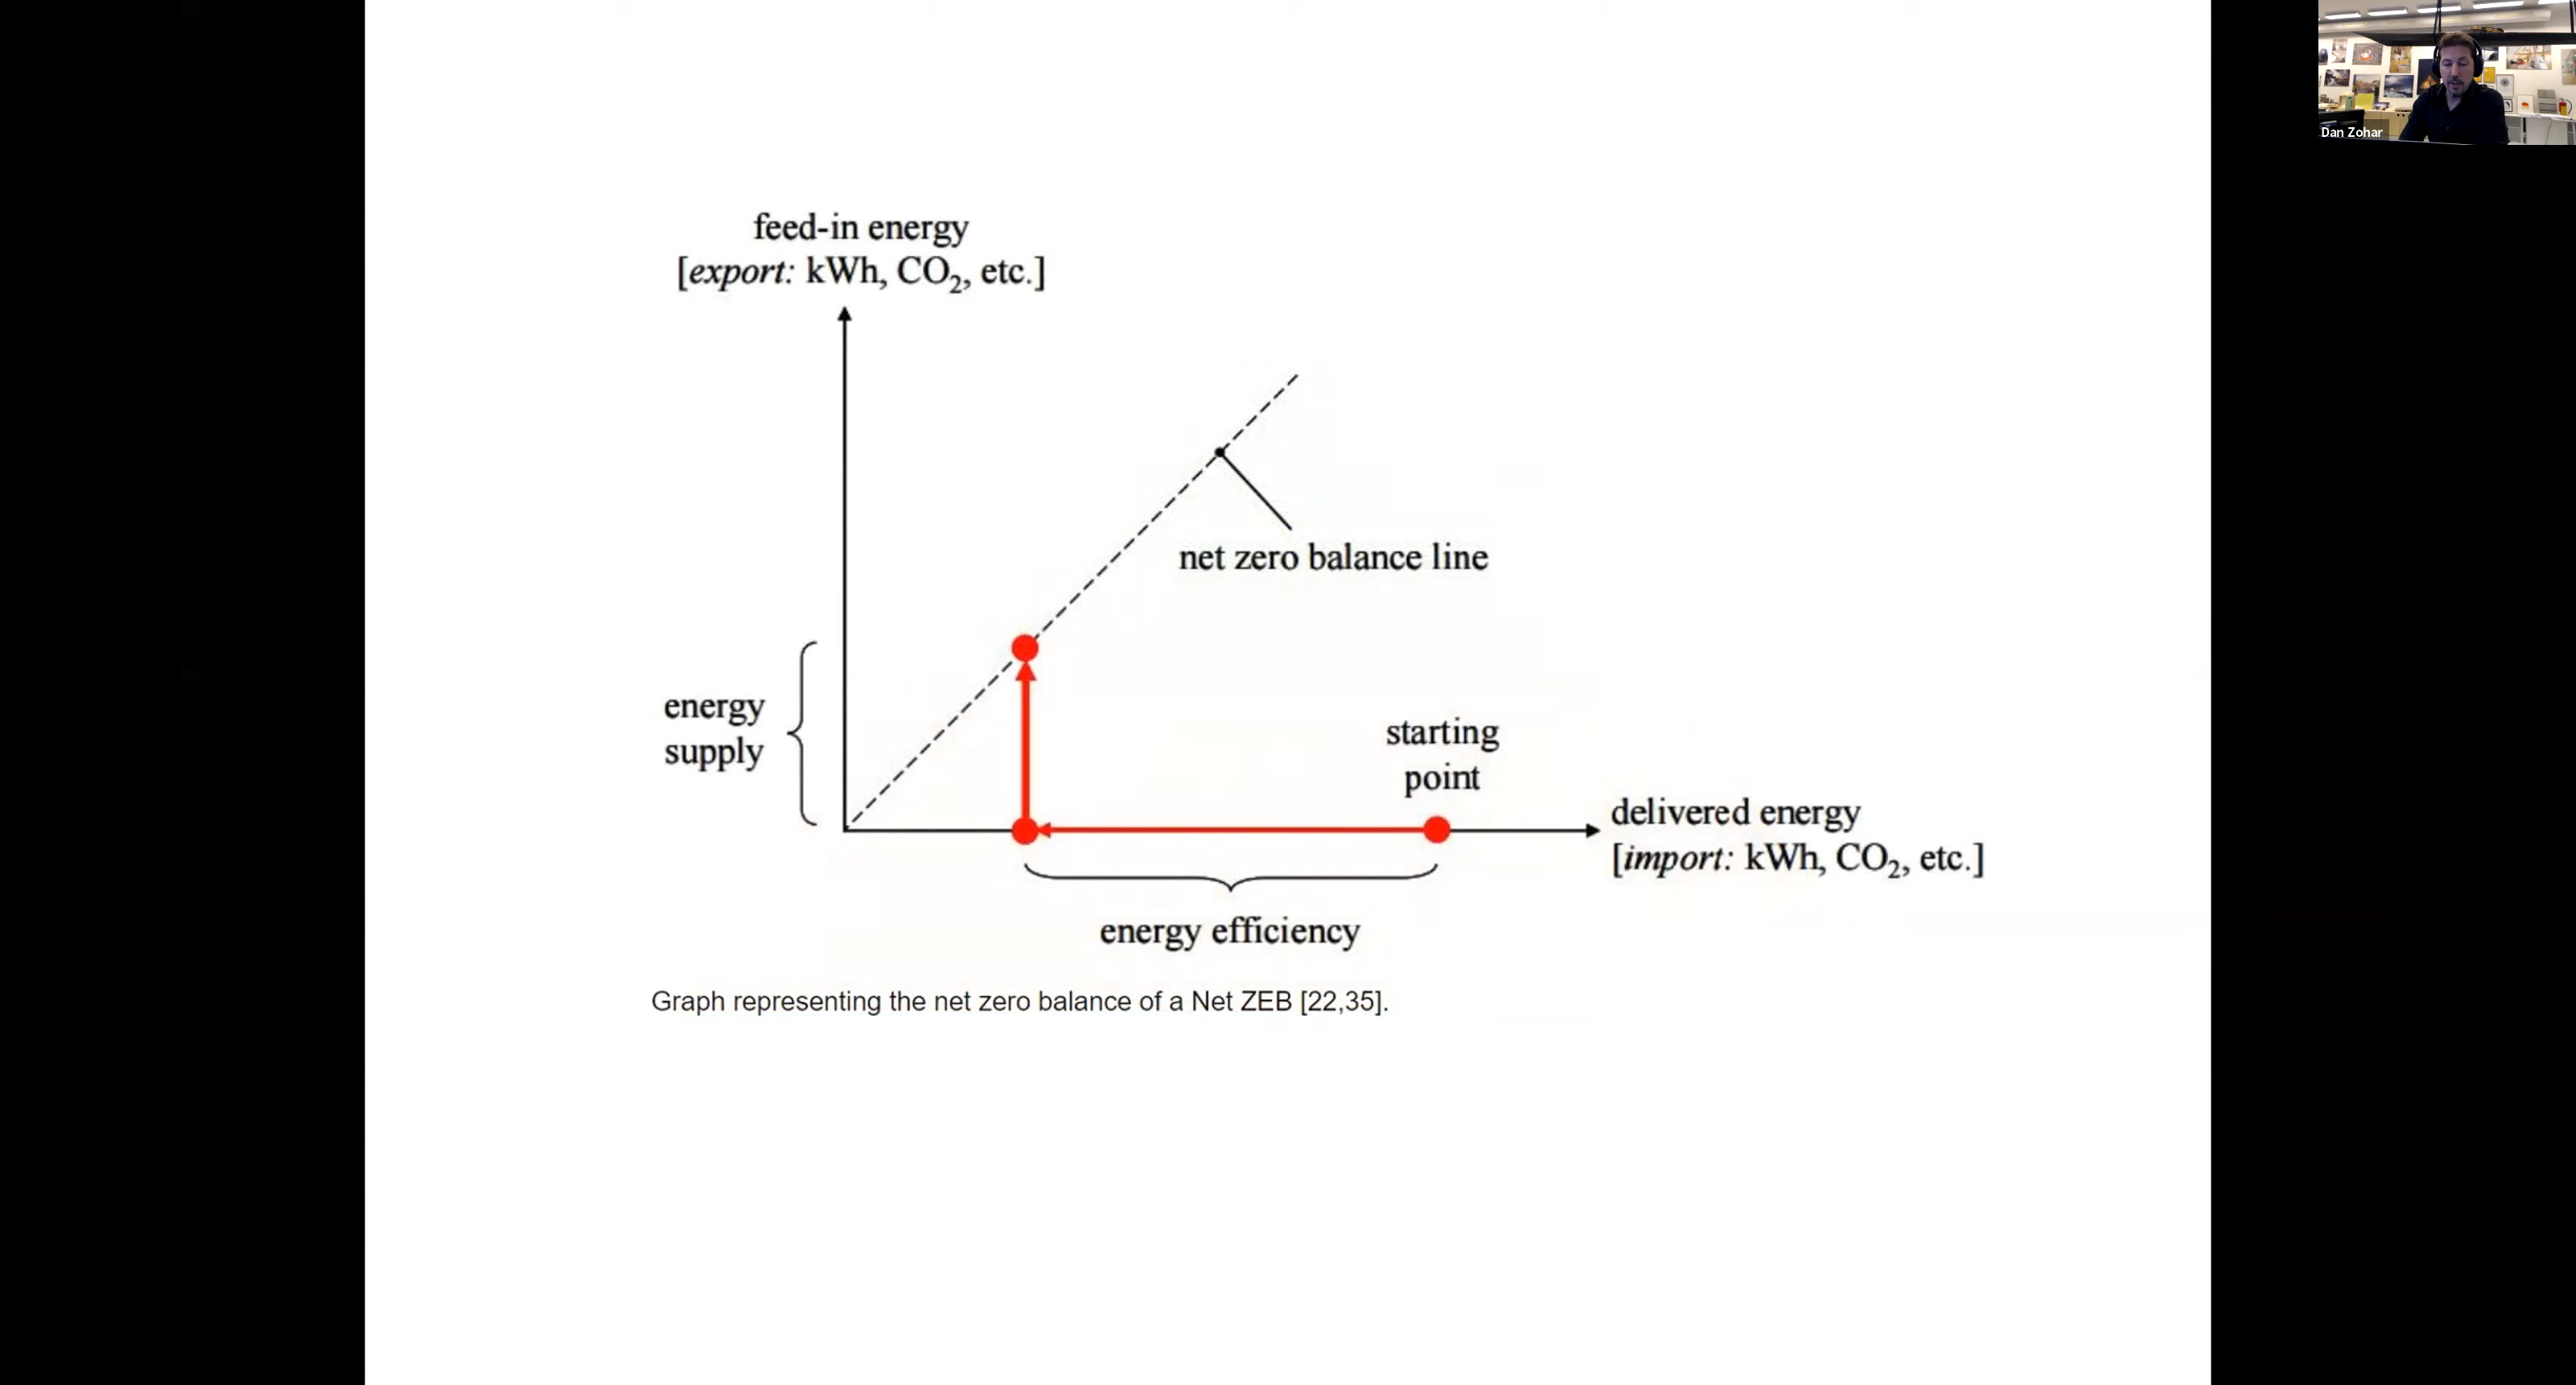 Dan Zohar
feed-in energy
[export: kWh, CO₂, etc.]
net zero balance line
energy
supply
starting
point
delivered energy
[import: kWh, CO₂, etc.]
energy efficiency
Graph representing the net zero balance of a Net ZEB [22,35].